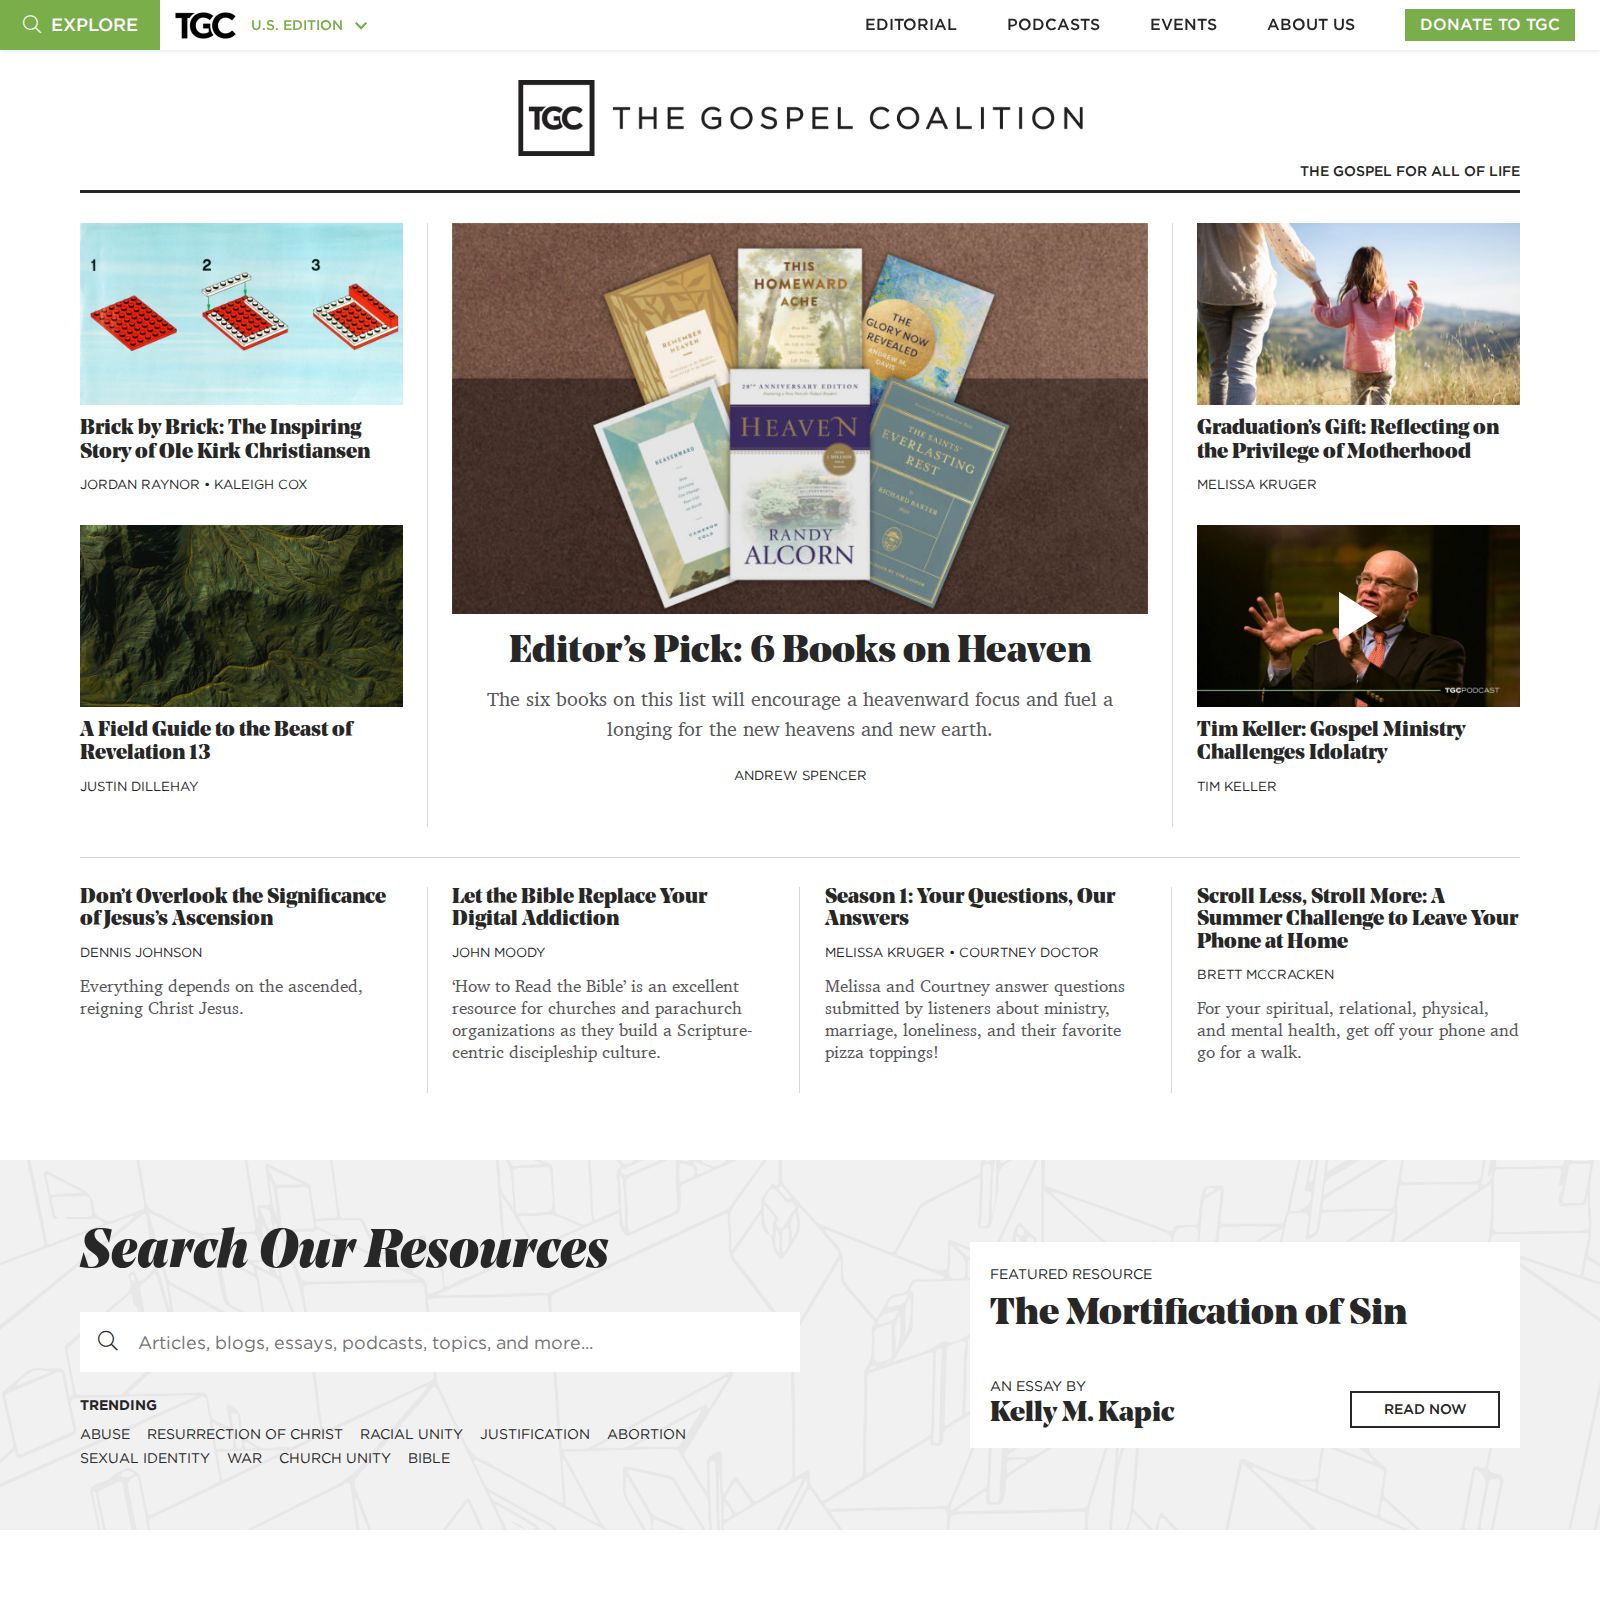 EXPLORE
TGC
U.S. EDITION
EDITORIAL
PODCASTS
EVENTS
ABOUT US
DONATE TO TGC
TGC THE GOSPEL COALITION
THE GOSPEL FOR ALL OF LIFE
1 2 3
Brick by Brick: The Inspiring
Story of Ole Kirk Christiansen
JORDAN RAYNOR • KALEIGH COX
A Field Guide to the Beast of
Revelation 13
JUSTIN DILLEHAY
REMEMBER
HEAVEN
THIS
HOMEWARD
ACHE
THE
GLORY NOW
REVEALED
ANDREW M.
DAVIS
HEAVENWARD
CAMERON
COLE
20TH ANNIVERSARY EDITION
HEAVEN
RANDY
ALCORN
THE SAINTS'
EVERLASTING
REST
RICHARD BAXTER
Editor’s Pick: 6 Books on Heaven
The six books on this list will encourage a heavenward focus and fuel a
longing for the new heavens and new earth.
ANDREW SPENCER
Graduation’s Gift: Reflecting on
the Privilege of Motherhood
MELISSA KRUGER
TGCPODCAST
Tim Keller: Gospel Ministry
Challenges Idolatry
TIM KELLER
Don’t Overlook the Significance
of Jesus’s Ascension
DENNIS JOHNSON
Everything depends on the ascended,
reigning Christ Jesus.
Let the Bible Replace Your
Digital Addiction
JOHN MOODY
‘How to Read the Bible’ is an excellent
resource for churches and parachurch
organizations as they build a Scripture-
centric discipleship culture.
Season 1: Your Questions, Our
Answers
MELISSA KRUGER • COURTNEY DOCTOR
Melissa and Courtney answer questions
submitted by listeners about ministry,
marriage, loneliness, and their favorite
pizza toppings!
Scroll Less, Stroll More: A
Summer Challenge to Leave Your
Phone at Home
BRETT MCCRACKEN
For your spiritual, relational, physical,
and mental health, get off your phone and
go for a walk.
Search Our Resources
Articles, blogs, essays, podcasts, topics, and more...
TRENDING
ABUSE RESURRECTION OF CHRIST RACIAL UNITY JUSTIFICATION ABORTION
SEXUAL IDENTITY WAR CHURCH UNITY BIBLE
FEATURED RESOURCE
The Mortification of Sin
AN ESSAY BY
Kelly M. Kapic
READ NOW